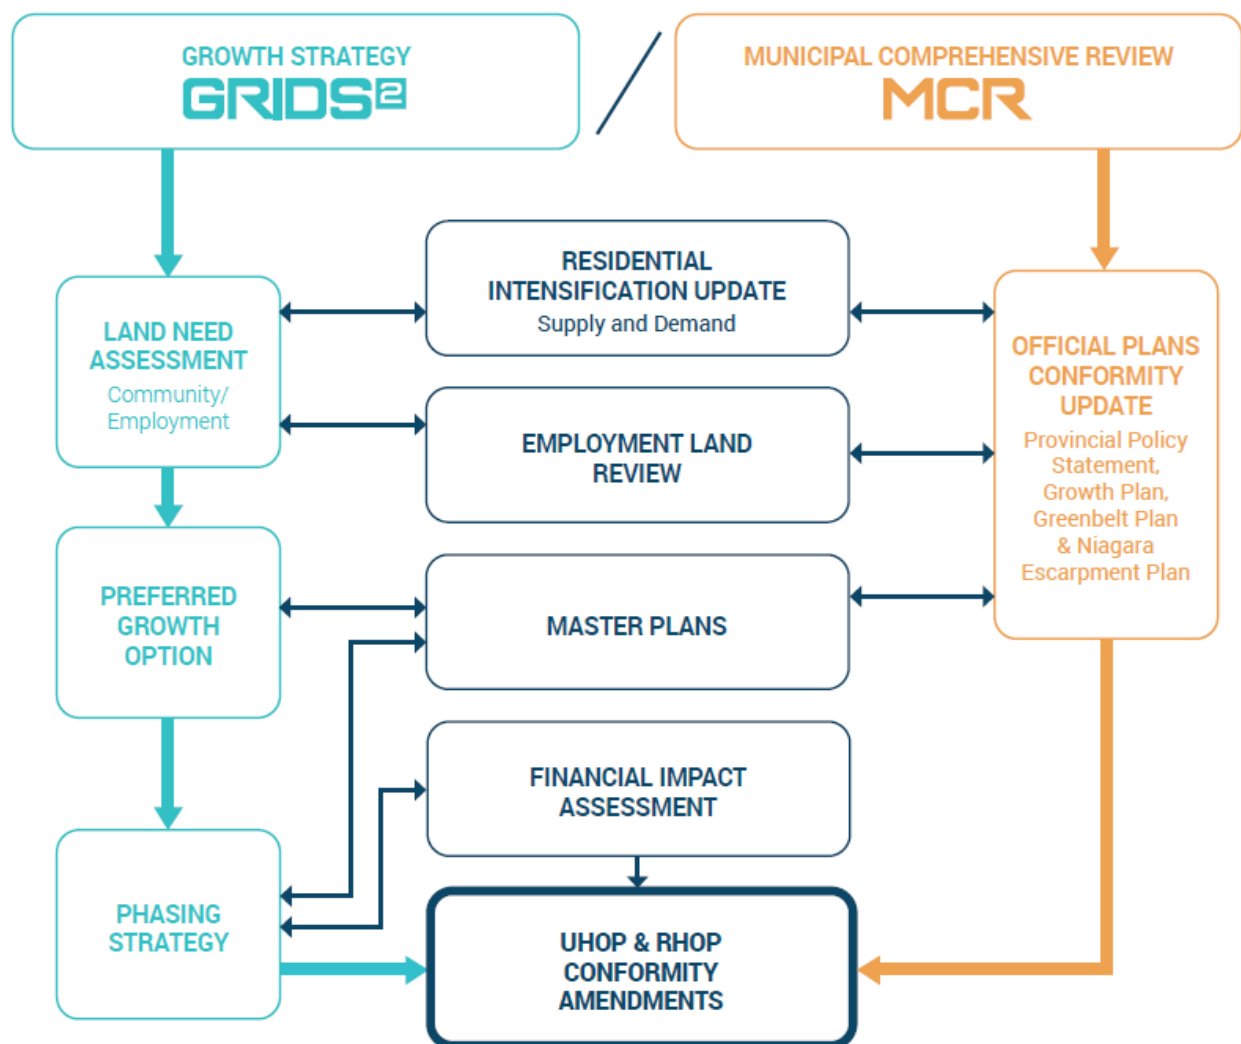 GROWTH STRATEGY
GRIDS2
MUNICIPAL COMPREHENSIVE REVIEW
MCR
LAND NEED
ASSESSMENT
Community/
Employment
RESIDENTIAL
INTENSIFICATION UPDATE
Supply and Demand
OFFICIAL PLANS
CONFORMITY
UPDATE
Provincial Policy
Statement,
Growth Plan,
Greenbelt Plan
& Niagara
Escarpment Plan
EMPLOYMENT LAND
REVIEW
PREFERRED
GROWTH
OPTION
MASTER PLANS
FINANCIAL IMPACT
ASSESSMENT
PHASING
STRATEGY
UHOP & RHOP
CONFORMITY
AMENDMENTS